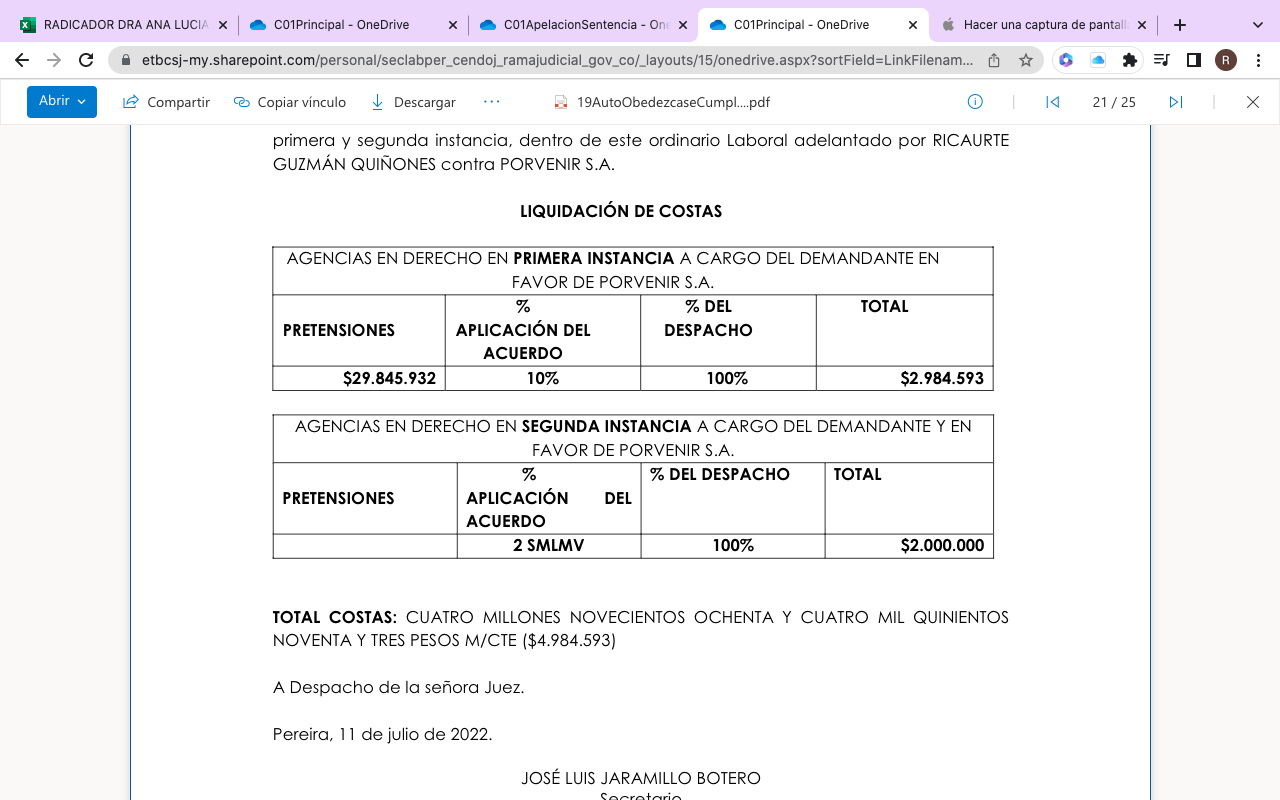 RADICADOR DRA ANA LUCIA
C01Principal - OneDrive
C01ApelacionSentencia - One
C01Principal - OneDrive
Hacer una captura de pantall
etbcsj-my.sharepoint.com/personal/seclabper_cendoj_ramajudicial_gov_co/_layouts/15/onedrive.aspx?sortField=LinkFilenam...
R
Abrir
Compartir
Copiar vínculo
Descargar
19AutoObedezcaseCumpl....pdf
21 / 25
primera y segunda instancia, dentro de este ordinario Laboral adelantado por RICAURTE
GUZMÁN QUIÑONES contra PORVENIR S.A.
LIQUIDACIÓN DE COSTAS
AGENCIAS EN DERECHO EN PRIMERA INSTANCIA A CARGO DEL DEMANDANTE EN
FAVOR DE PORVENIR S.A.
PRETENSIONES
%
APLICACIÓN DEL
ACUERDO
% DEL
DESPACHO
TOTAL
$29.845.932
10%
100%
$2.984.593
AGENCIAS EN DERECHO EN SEGUNDA INSTANCIA A CARGO DEL DEMANDANTE Y EN
FAVOR DE PORVENIR S.A.
PRETENSIONES
%
APLICACIÓN DEL
ACUERDO
% DEL DESPACHO
TOTAL
2 SMLMV
100%
$2.000.000
TOTAL COSTAS: CUATRO MILLONES NOVECIENTOS OCHENTA Y CUATRO MIL QUINIENTOS
NOVENTA Y TRES PESOS M/CTE ($4.984.593)
A Despacho de la señora Juez.
Pereira, 11 de julio de 2022.
JOSÉ LUIS JARAMILLO BOTERO
Secretario